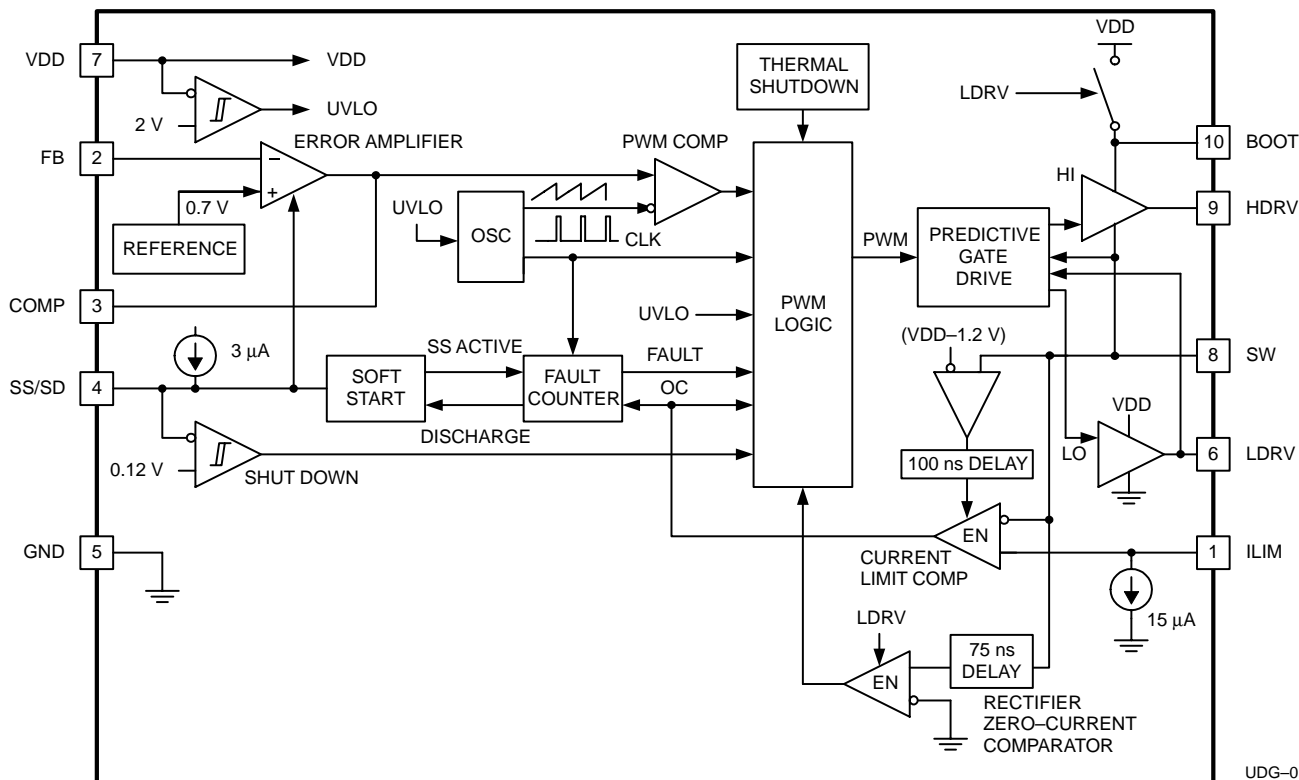 VDD
7
VDD
THERMAL
SHUTDOWN
VDD
LDRV
UVLO
2 V
ERROR AMPLIFIER
PWM COMP
10
BOOT
FB
2
−
+
0.7 V
HI
REFERENCE
UVLO
OSC
CLK
9
HDRV
PWM
PREDICTIVE
GATE
DRIVE
COMP
3
UVLO
PWM
LOGIC
3 μA
(VDD–1.2 V)
SS ACTIVE
FAULT
8
SW
SS/SD
4
SOFT
START
FAULT
COUNTER
OC
DISCHARGE
VDD
0.12 V
SHUT DOWN
LO
6
LDRV
100 ns DELAY
GND
5
EN
CURRENT
LIMIT COMP
1
ILIM
15 μA
LDRV
75 ns
DELAY
EN
RECTIFIER
ZERO–CURRENT
COMPARATOR
UDG–0